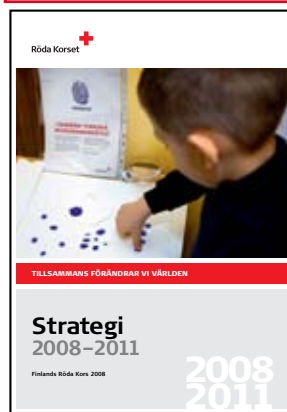 Röda Korset
TILLSAMMANS FÖRÄNDRAR VI VÄRLDEN
Strategi
2008–2011
Finlands Röda Kors 2008
2008
2011